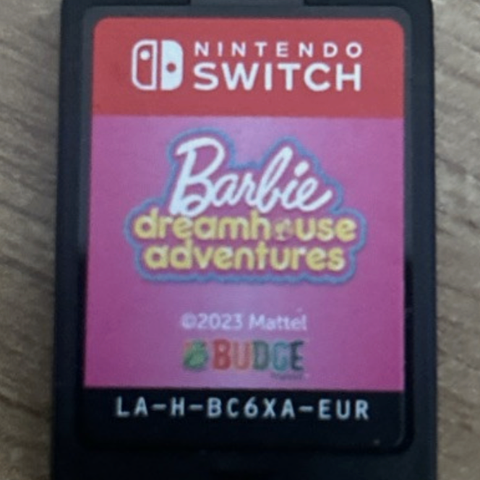 NINTENDO
SWITCH
Barbie
dreamhouse
adventures
©2023 Mattel
BUDGE
LA-H-BC6XA-EUR